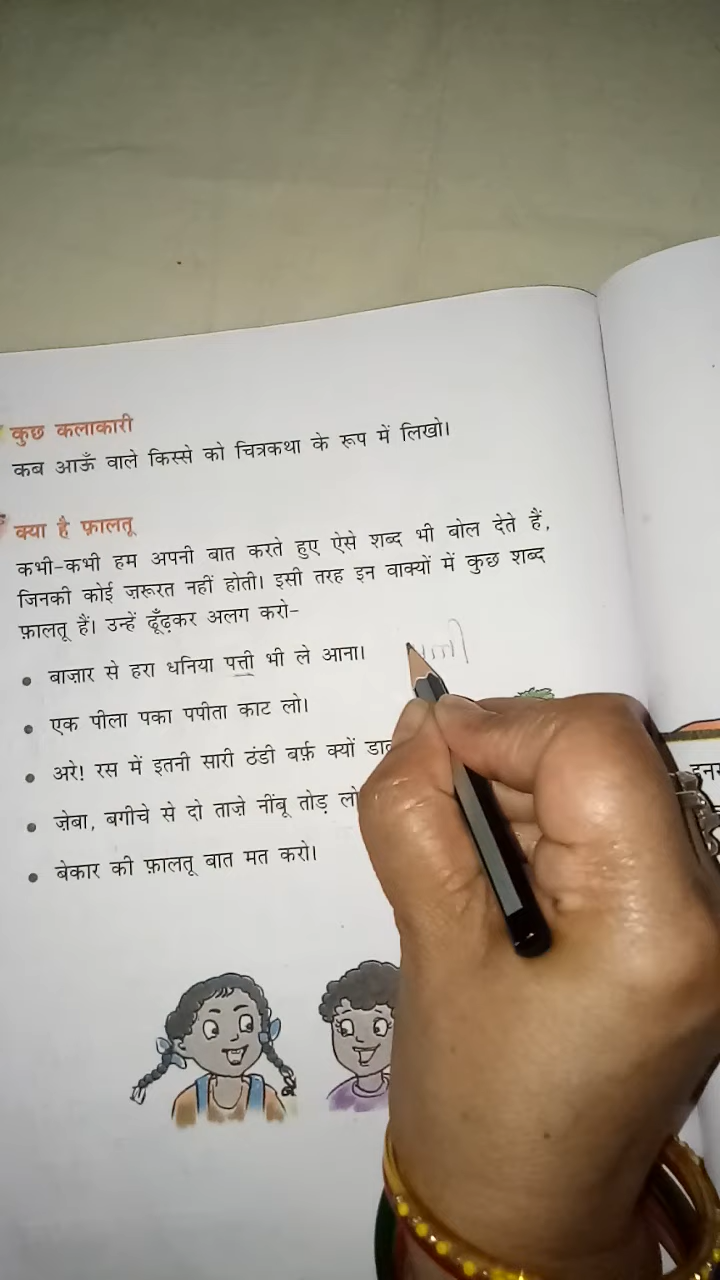 कुछ कलाकारी
कब आऊँ वाले किस्से को चित्रकथा के रूप में लिखो।
क्या है फ़ालतू
कभी-कभी हम अपनी बात करते हुए ऐसे शब्द भी बोल देते हैं,
जिनकी कोई ज़रूरत नहीं होती। इसी तरह इन वाक्यों में कुछ शब्द
फ़ालतू हैं। उन्हें ढूँढ़कर अलग करो-
• बाज़ार से हरा धनिया पत्ती भी ले आना।
• एक पीला पका पपीता काट लो।
• अरे! रस में इतनी सारी ठंडी बर्फ़ क्यों
• ज़ेबा, बगीचे से दो ताज़े नींबू तोड़ लो
• बेकार की फ़ालतू बात मत करो।